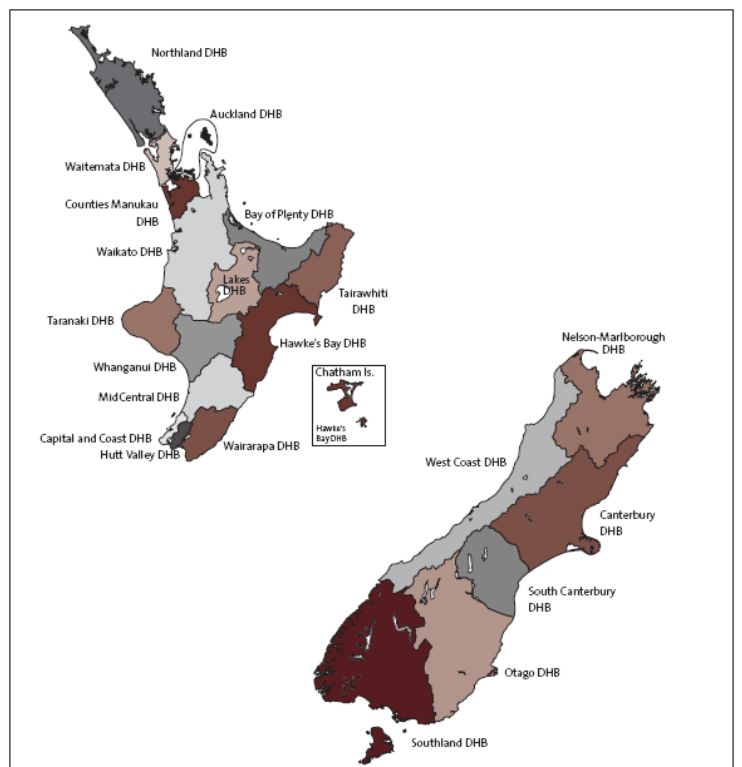 Northland DHB
Auckland DHB
Waitemata DHB
Counties Manukau
DHB
Bay of Plenty DHB
Waikato DHB
Lakes
DHB
Tairawhiti
DHB
Taranaki DHB
Hawke's Bay DHB
Whanganui DHB
MidCentral DHB
Chatham Is.
Hawke's
Bay DHB
Capital and Coast DHB
Hutt Valley DHB
Wairarapa DHB
Nelson-Marlborough
DHB
West Coast DHB
Canterbury
DHB
South Canterbury
DHB
Otago DHB
Southland DHB